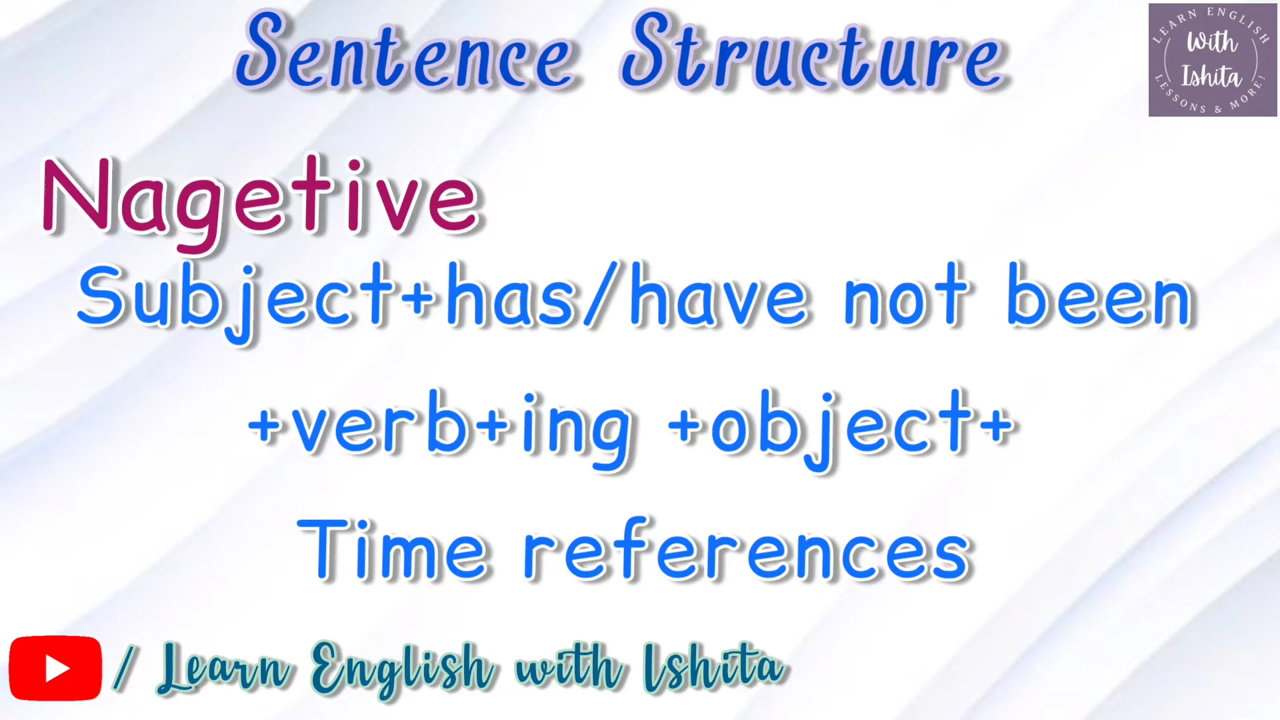 Sentence Structure
LEARN ENGLISH
With
Ishita
LESSONS & MORE!
Nagetive
Subject+has/have not been
+verb+ing +object+
Time references
/ Learn English with Ishita